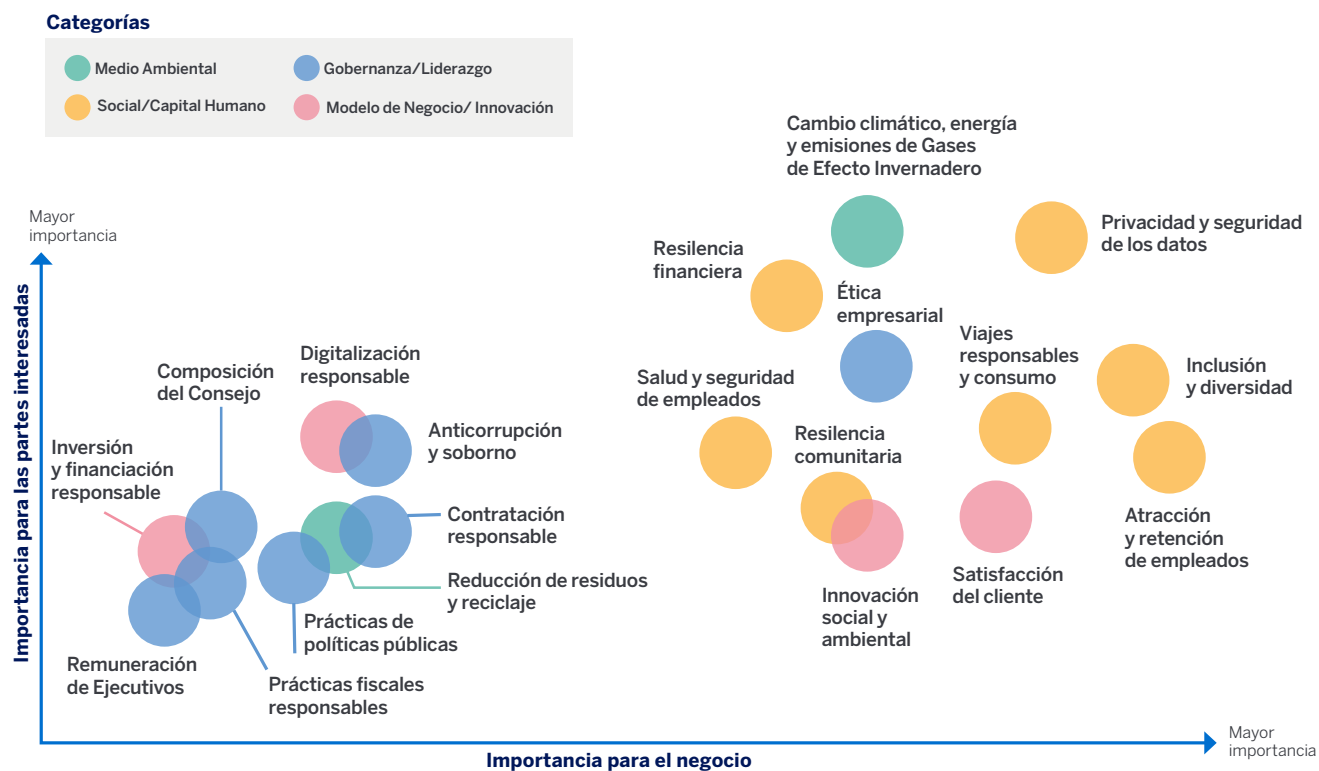 Categorías
Medio Ambiental
Gobernanza/Liderazgo
Social/Capital Humano
Modelo de Negocio/ Innovación
Cambio climático, energía
y emisiones de Gases
de Efecto Invernadero
Mayor
importancia
Privacidad y seguridad
de los datos
Resilencia
financiera
Ética
empresarial
Viajes
responsables
y consumo
Digitalización
responsable
Composición
del Consejo
Inclusión
y diversidad
Salud y seguridad
de empleados
Anticorrupción
y soborno
Resilencia
comunitaria
Inversión
y financiación
responsable
Contratación
responsable
Atracción
y retención
de empleados
Reducción de residuos
y reciclaje
Satisfacción
del cliente
Innovación
social y
ambiental
Prácticas de
políticas públicas
Remuneración
de Ejecutivos
Prácticas fiscales
responsables
Importancia para las partes interesadas
Importancia para el negocio
Mayor
importancia